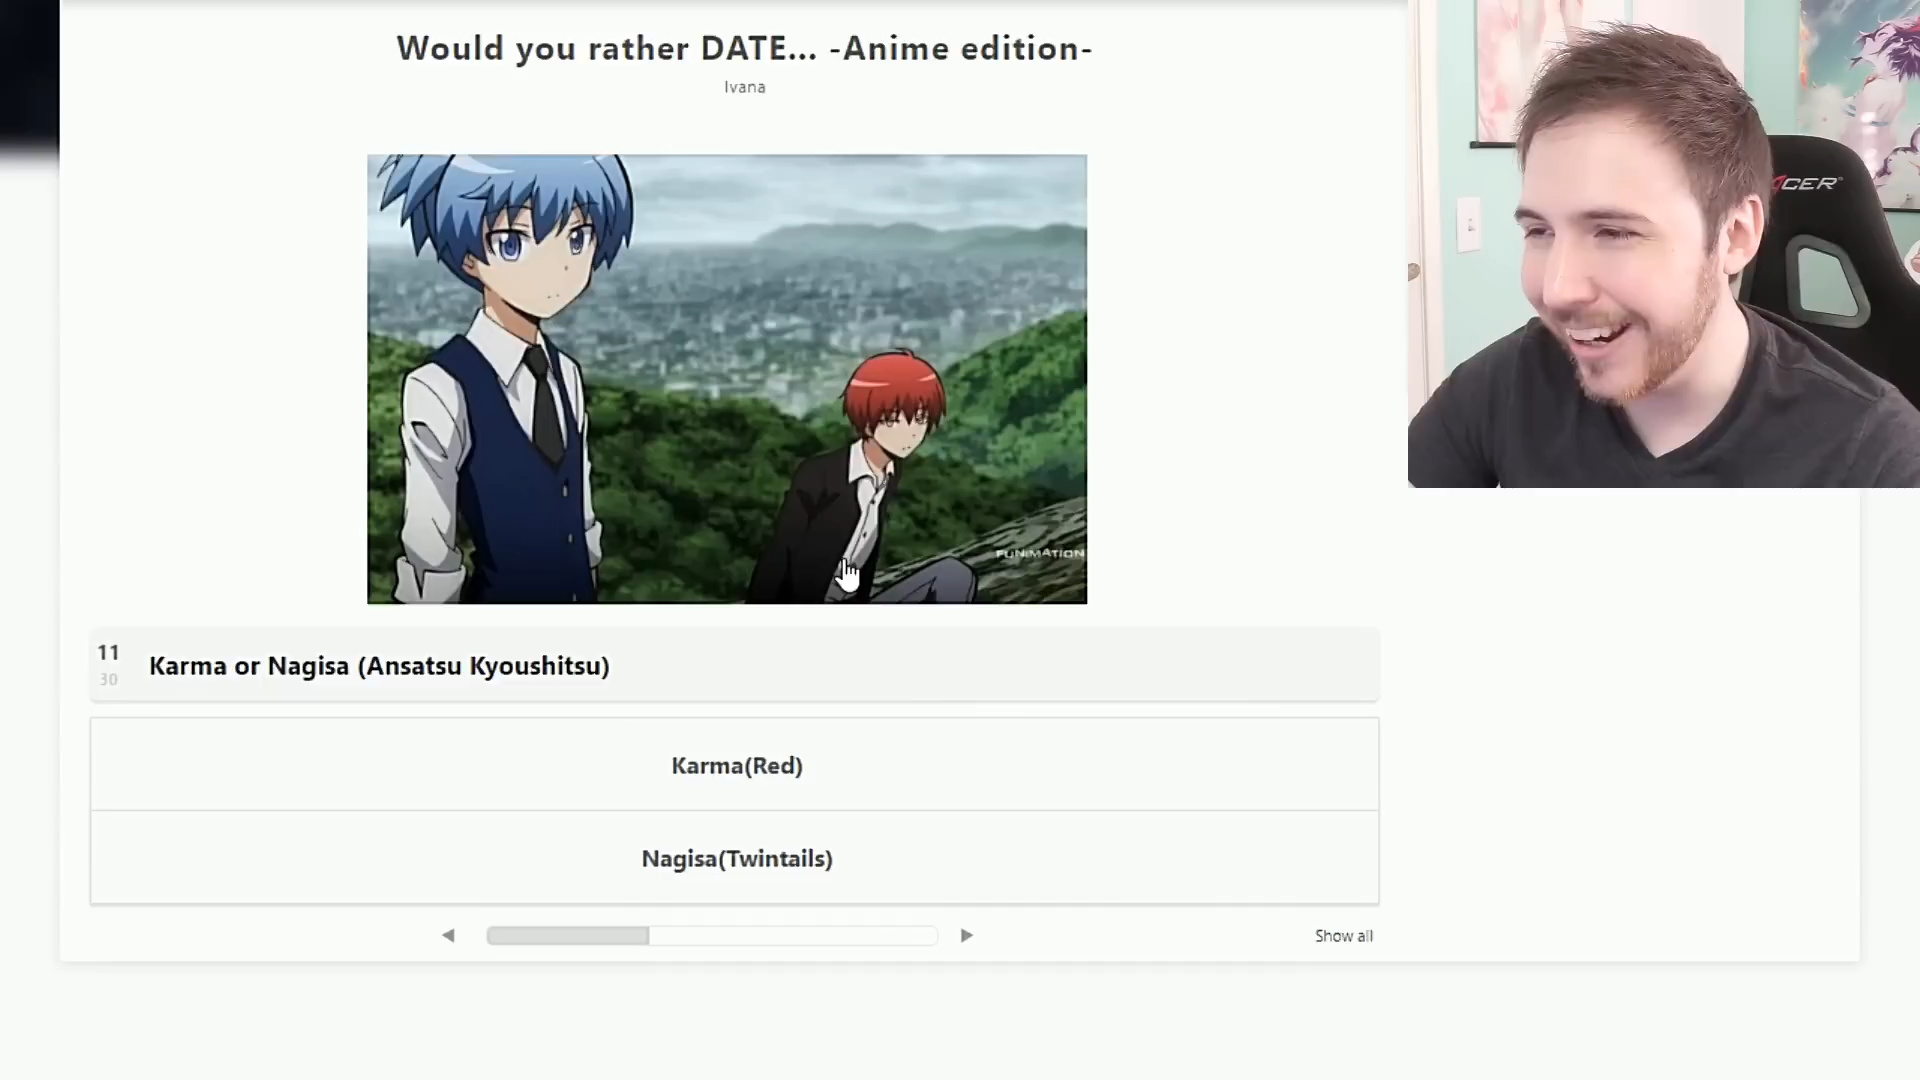 Would you rather DATE... -Anime edition-
Ivana
FUNIMATION
11
30
Karma or Nagisa (Ansatsu Kyoushitsu)
Karma(Red)
Nagisa(Twintails)
Show all